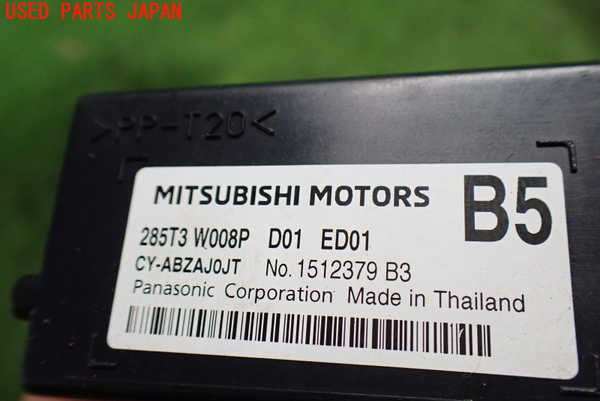 USED PARTS JAPAN
>PP-T20<
MITSUBISHI MOTORS B5
285T3 W008P D01 ED01
CY-ABZAJ0JT No.1512379 B3
Panasonic Corporation Made in Thailand